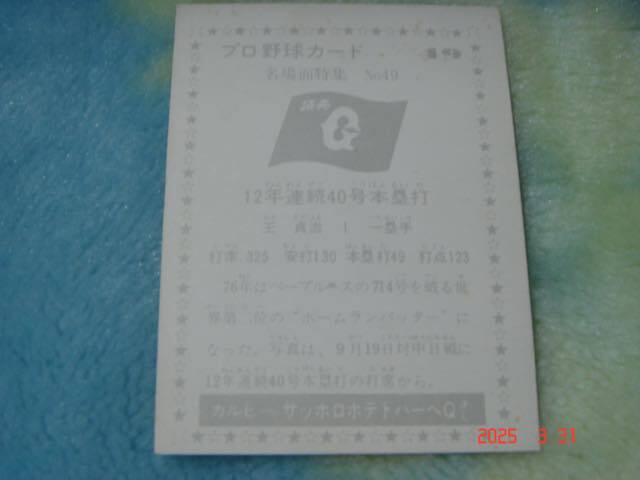 プロ野球カード
名場面特集 No49
G
12年連続40号本塁打
王 貞治 1 一塁手
打率.325 安打130 本塁打49 打点123
76年はベーブルースの714号を破る世
界第二位の"ホームランバッター"に
なった。写真は、9月19日対中日戦に
12年連続40号本塁打の打席から。
カルビー サッポロポテトバーベQ
2025 3 31